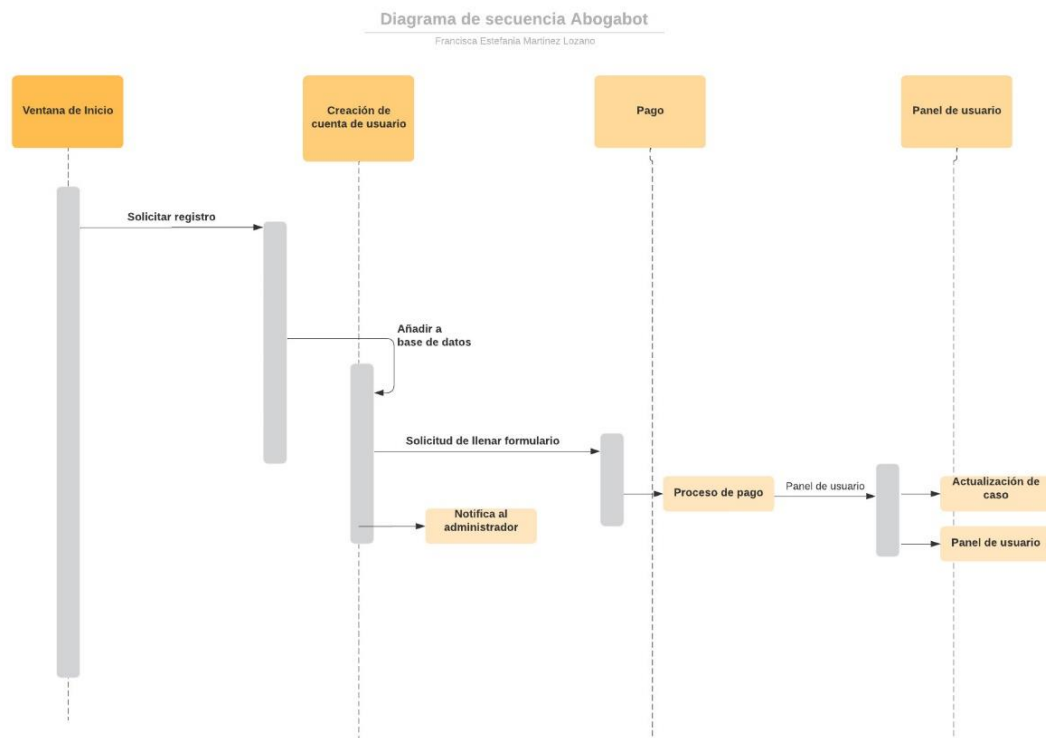 Diagrama de secuencia Abogabot
Francisca Estefania Martinez Lozano
Ventana de Inicio
Creación de
cuenta de usuario
Pago
Panel de usuario
Solicitar registro
Añadir a
base de datos
Solicitud de llenar formulario
Proceso de pago
Panel de usuario
Actualización de
caso
Notifica al
administrador
Panel de usuario